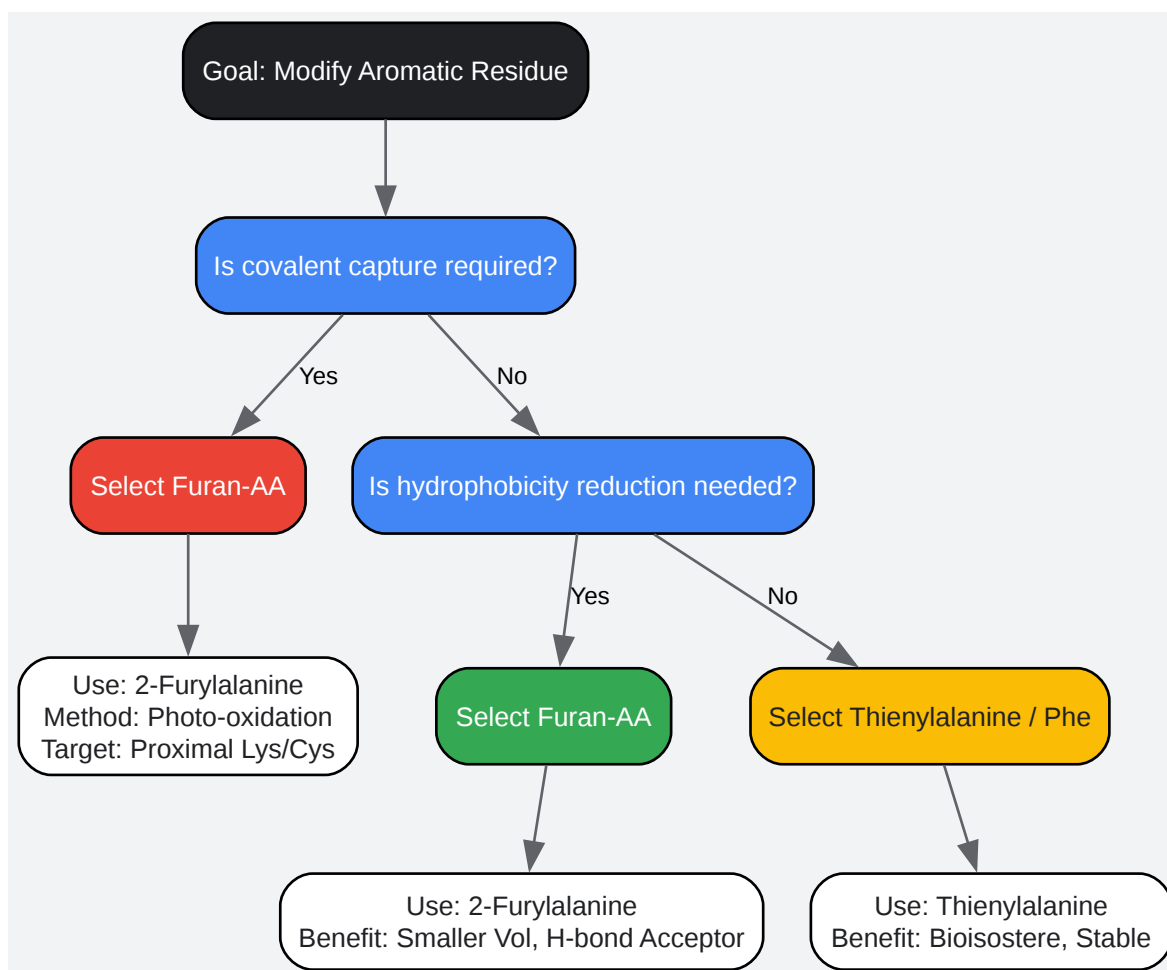 Goal: Modify Aromatic Residue
Is covalent capture required?
Yes
No
Select Furan-AA
Is hydrophobicity reduction needed?
Yes
No
Use: 2-Furylalanine
Method: Photo-oxidation
Target: Proximal Lys/Cys
Select Furan-AA
Select Thienylalanine / Phe
Use: 2-Furylalanine
Benefit: Smaller Vol, H-bond Acceptor
Use: Thienylalanine
Benefit: Bioisostere, Stable